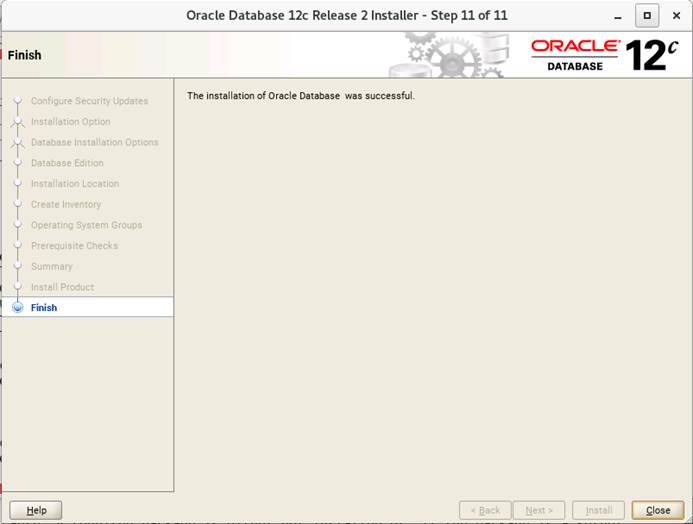 Oracle Database 12c Release 2 Installer - Step 11 of 11
Finish
ORACLE
DATABASE
12c
Configure Security Updates
Installation Option
Database Installation Options
Database Edition
Installation Location
Create Inventory
Operating System Groups
Prerequisite Checks
Summary
Install Product
Finish
The installation of Oracle Database  was successful.
Help
< Back
Next >
Install
Close